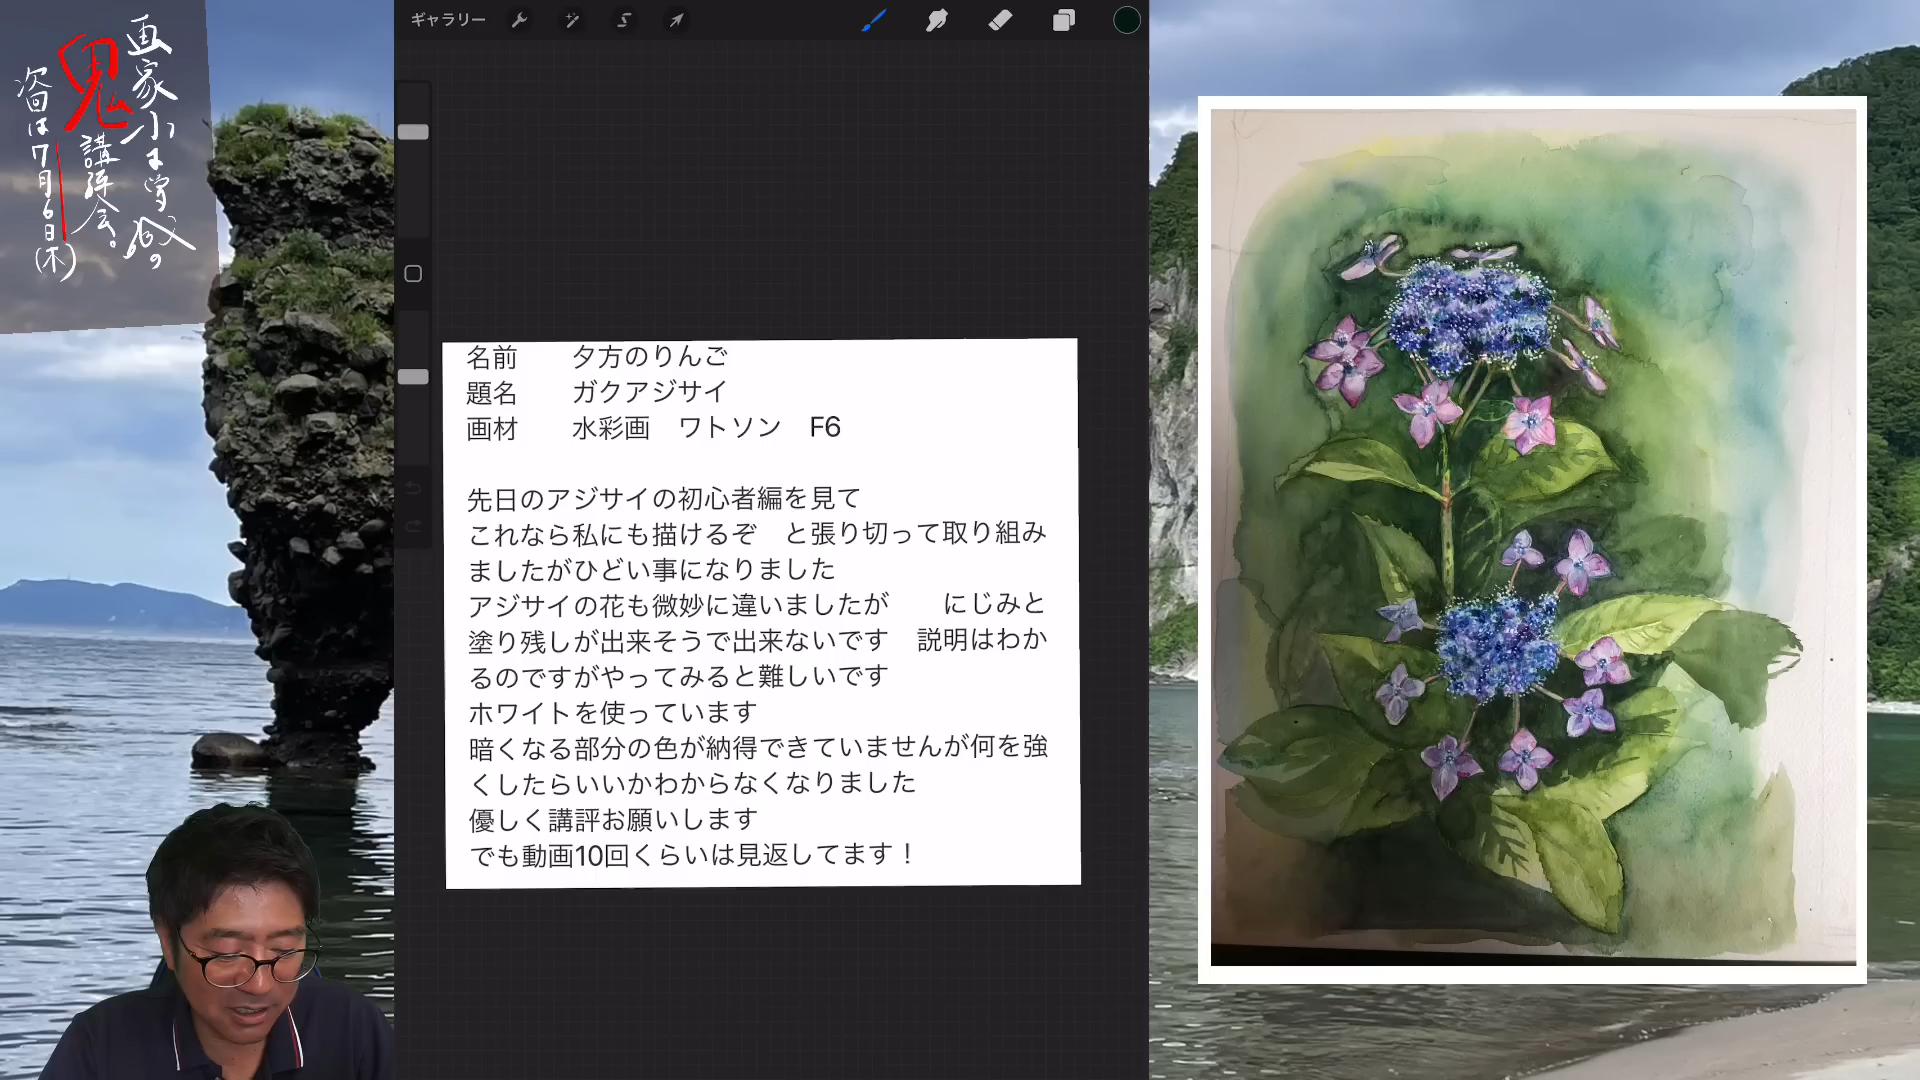 画家小木曽誠の
鬼講評会。
次回は7月6日(木)
ギャラリー
名前　　夕方のりんご
題名　　ガクアジサイ
画材　　水彩画　ワトソン　F6
先日のアジサイの初心者編を見て
これなら私にも描けるぞ　と張り切って取り組み
ましたがひどい事になりました
アジサイの花も微妙に違いましたが　　にじみと
塗り残しが出来そうで出来ないです　説明はわか
るのですがやってみると難しいです
ホワイトを使っています
暗くなる部分の色が納得できていませんが何を強
くしたらいいかわからなくなりました
優しく講評お願いします
でも動画10回くらいは見返してます！